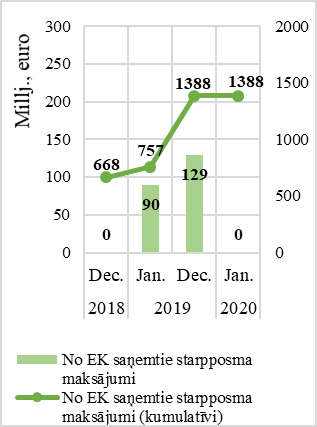 Millj., euro
300
250
200
150
100
50
0
2000
1500
1000
500
0
668
757
1388
1388
0
90
129
0
Dec.
Jan.
Dec.
Jan.
2018
2019
2020
No EK saņemtie starpposma
maksājumi
No EK saņemtie starpposma
maksājumi (kumulatīvi)